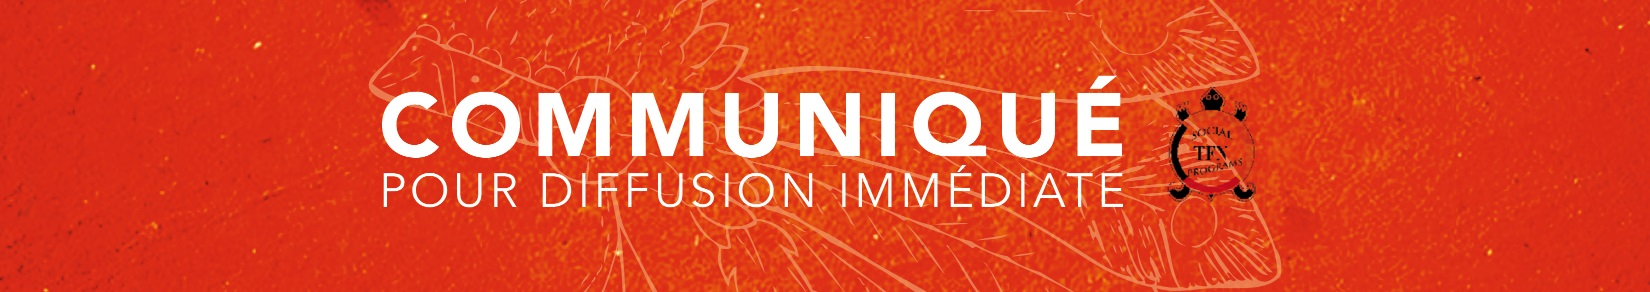 COMMUNIQUÉ
POUR DIFFUSION IMMÉDIATE
SOCIAL
TFN
PROGRAMS